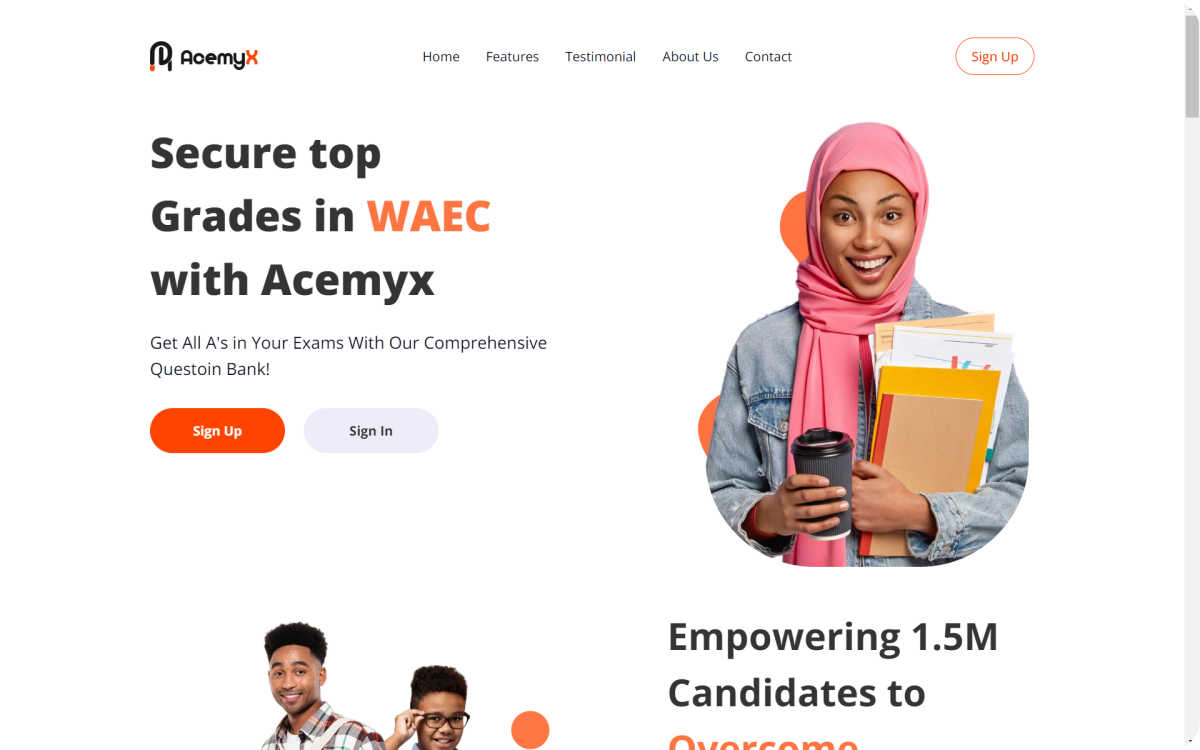 AcemyX
Home
Features
Testimonial
About Us
Contact
Sign Up
Secure top
Grades in WAEC
with Acemyx
Get All A's in Your Exams With Our Comprehensive
Questoin Bank!
Sign Up
Sign In
Empowering 1.5M
Candidates to
Overcome